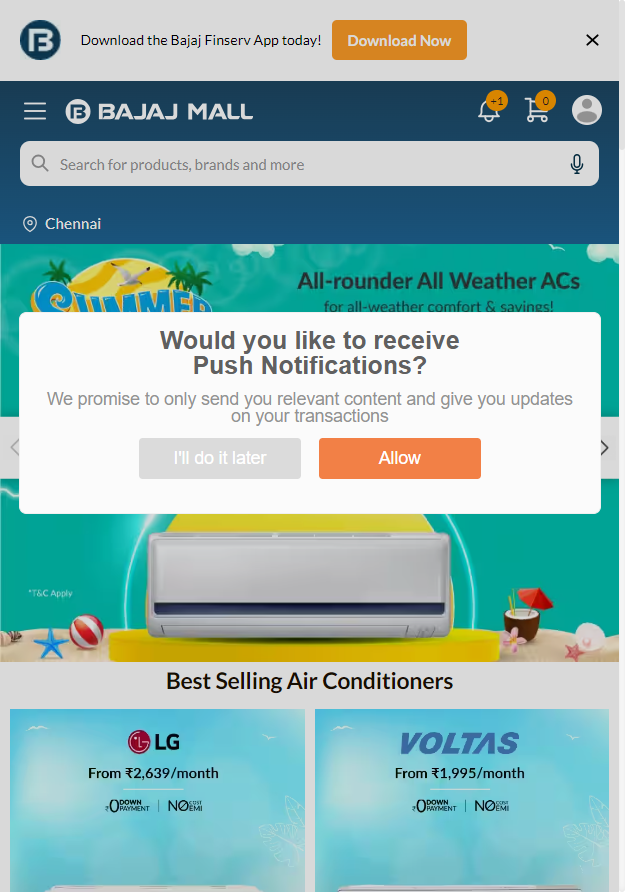 Download the Bajaj Finserv App today!
Download Now
BAJAJ MALL
+1
0
Search for products, brands and more
Chennai
SUMMER
All-rounder All Weather ACs
for all-weather comfort & savings!
Would you like to receive
Push Notifications?
We promise to only send you relevant content and give you updates
on your transactions
I'll do it later
Allow
*T&C Apply
Best Selling Air Conditioners
LG
From ₹2,639/month
₹0 DOWN PAYMENT | NO COST EMI
VOLTAS
From ₹1,995/month
₹0 DOWN PAYMENT | NO COST EMI